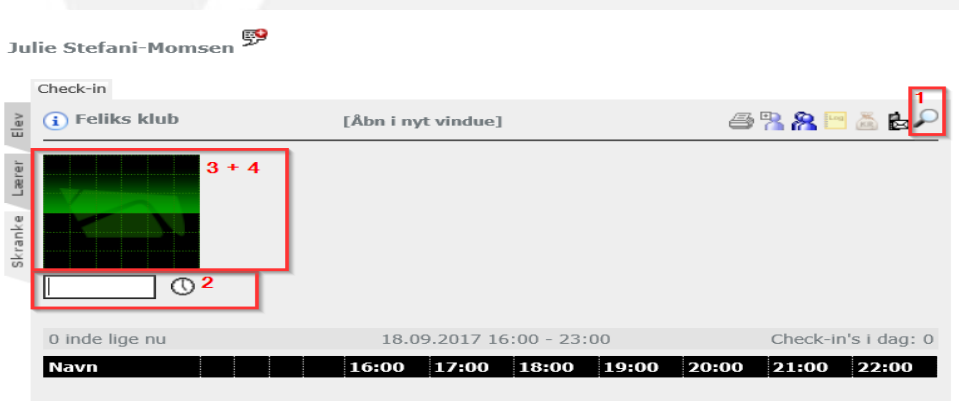 Julie Stefani-Momsen
Check-in
1
Elev
Feliks klub
[Åbn i nyt vindue]
Lærer
3 + 4
Skranke
2
0 inde lige nu
18.09.2017 16:00 - 23:00
Check-in's i dag: 0
Navn 16:00 17:00 18:00 19:00 20:00 21:00 22:00